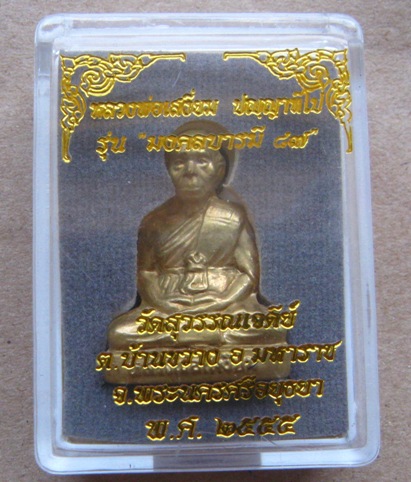 หลวงพ่อเสงี่ยม ปญฺญาทีโป
รุ่น "มงคลบารมี ๘๗"
วัดสุวรรณเจดีย์
ต.บ้านขวาง อ.มหาราช
จ.พระนครศรีอยุธยา
พ.ศ. ๒๕๕๕